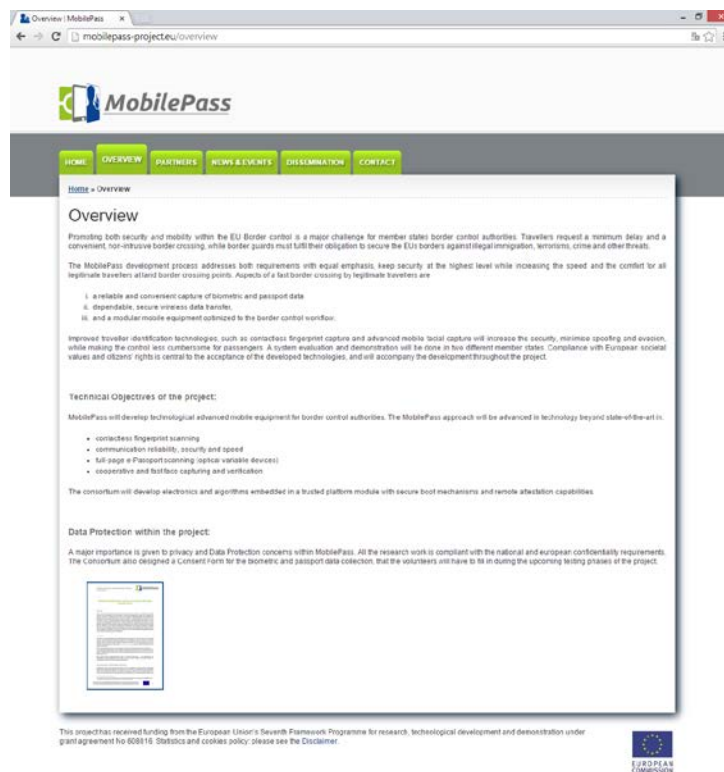 Overview | MobilePass
mobilepass-project.eu/overview
MobilePass
HOME
OVERVIEW
PARTNERS
NEWS & EVENTS
DISSEMINATION
CONTACT
Home » Overview
Overview
Promoting both security and mobility within the EU Border control is a major challenge for member states border control authorities. Travellers request a minimum delay and a
convenient, non-intrusive border crossing, while border guards must fulfil their obligation to secure the EUs borders against illegal immigration, terrorisms, crime and other threats.
The MobilePass development process addresses both requirements with equal emphasis, keep security at the highest level while increasing the speed and the comfort for all
legitimate travellers at land border crossing points. Aspects of a fast border crossing by legitimate travellers are
i. a reliable and convenient capture of biometric and passport data
ii. dependable, secure wireless data transfer,
iii. and a modular mobile equipment optimized to the border control workflow.
Improved traveller identification technologies, such as contactless fingerprint capture and advanced mobile facial capture will increase the security, minimise spoofing and evasion,
while making the control less cumbersome for passengers. A system evaluation and demonstration will be done in two different member states. Compliance with European societal
values and citizens' rights is central to the acceptance of the developed technologies, and will accompany the development throughout the project.
Technical Objectives of the project:
MobilePass will develop technological advanced mobile equipment for border control authorities. The MobilePass approach will be advanced in technology beyond state-of-the-art in:
• contactless fingerprint scanning
• communication reliability, security and speed
• full-page e-Passport scanning (optical variable devices)
• cooperative and fast face capturing and verification
The consortium will develop electronics and algorithms embedded in a trusted platform module with secure boot mechanisms and remote attestation capabilities.
Data Protection within the project:
A major importance is given to privacy and Data Protection concerns within MobilePass. All the research work is compliant with the national and european confidentiality requirements.
The Consortium also designed a Consent Form for the biometric and passport data collection, that the volunteers will have to fill in during the upcoming testing phases of the project.
This project has received funding from the European Union's Seventh Framework Programme for research, technological development and demonstration under
grant agreement No 608016. Statistics and cookies policy: please see the Disclaimer.
EUROPEAN
COMMISSION